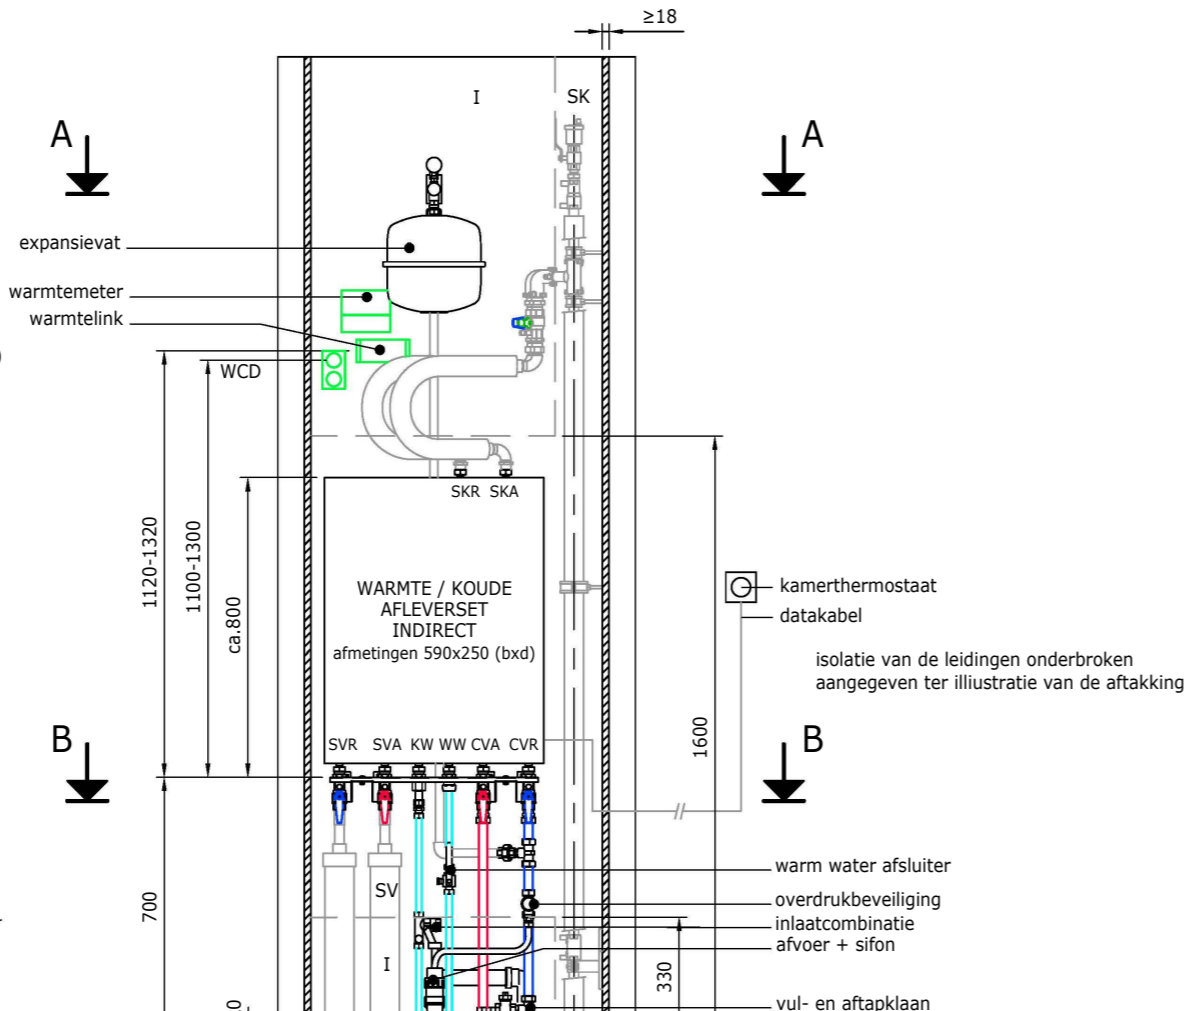 ≥18
I
SK
A
A
expansievat
warmtemeter
warmtelink
WCD
SKR SKA
1120-1320
1100-1300
ca.800
WARMTE / KOUDE
AFLEVERSET
INDIRECT
afmetingen 590x250 (bxd)
kamerthermostaat
datakabel
isolatie van de leidingen onderbroken
aangegeven ter illiustratie van de aftakking
1600
B
B
SVR SVA KW WW CVA CVR
warm water afsluiter
SV
700
overdrukbeveiliging
inlaatcombinatie
afvoer + sifon
I
330
vul- en aftapklaan